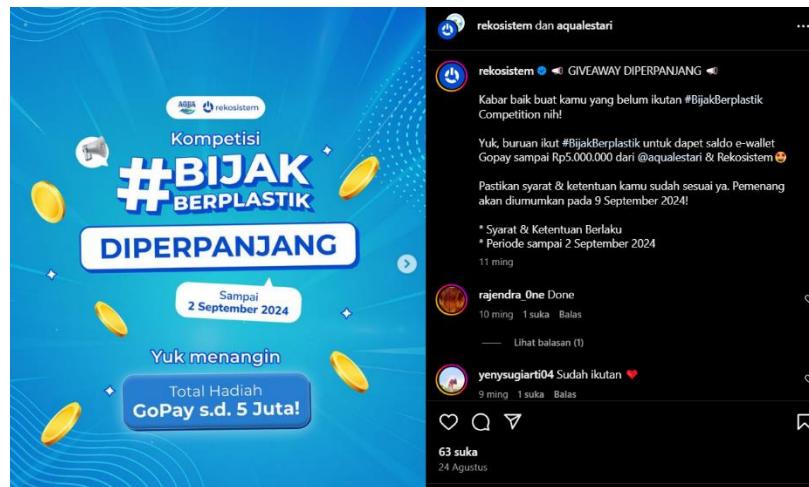 AQUA rekosistem
Kompetisi
#BIJAK
BERPLASTIK
DIPERPANJANG
Sampai
2 September 2024
Yuk menangin
Total Hadiah
GoPay s.d. 5 Juta!
rekosistem dan aqualestari
rekosistem GIVEAWAY DIPERPANJANG
Kabar baik buat kamu yang belum ikutan #BijakBerplastik
Competition nih!
Yuk, buruan ikut #BijakBerplastik untuk dapet saldo e-wallet
Gopay sampai Rp5.000.000 dari @aqualestari & Rekosistem
Pastikan syarat & ketentuan kamu sudah sesuai ya. Pemenang
akan diumumkan pada 9 September 2024!
* Syarat & Ketentuan Berlaku
* Periode sampai 2 September 2024
11 ming
rajendra_0ne Done
10 ming 1 suka Balas
Lihat balasan (1)
yenysugiarti04 Sudah ikutan
9 ming 1 suka Balas
63 suka
24 Agustus